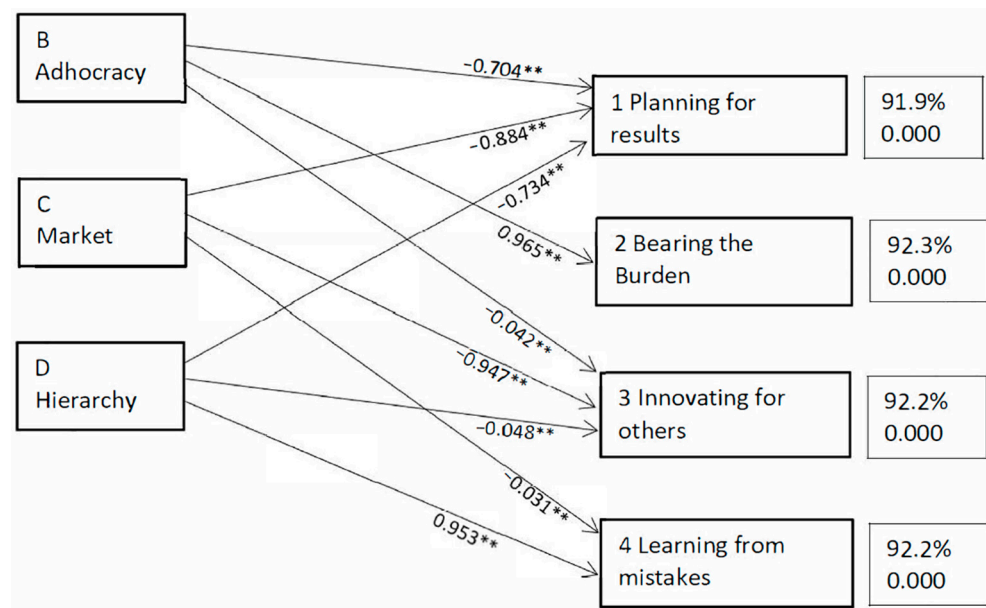 B
Adhocracy
−0.704**
1 Planning for
results
91.9%
0.000
−0.884**
C
Market
−0.734**
0.965**
2 Bearing the
Burden
92.3%
0.000
D
Hierarchy
−0.042**
−0.947**
3 Innovating for
others
92.2%
0.000
−0.048**
−0.031**
0.953**
4 Learning from
mistakes
92.2%
0.000